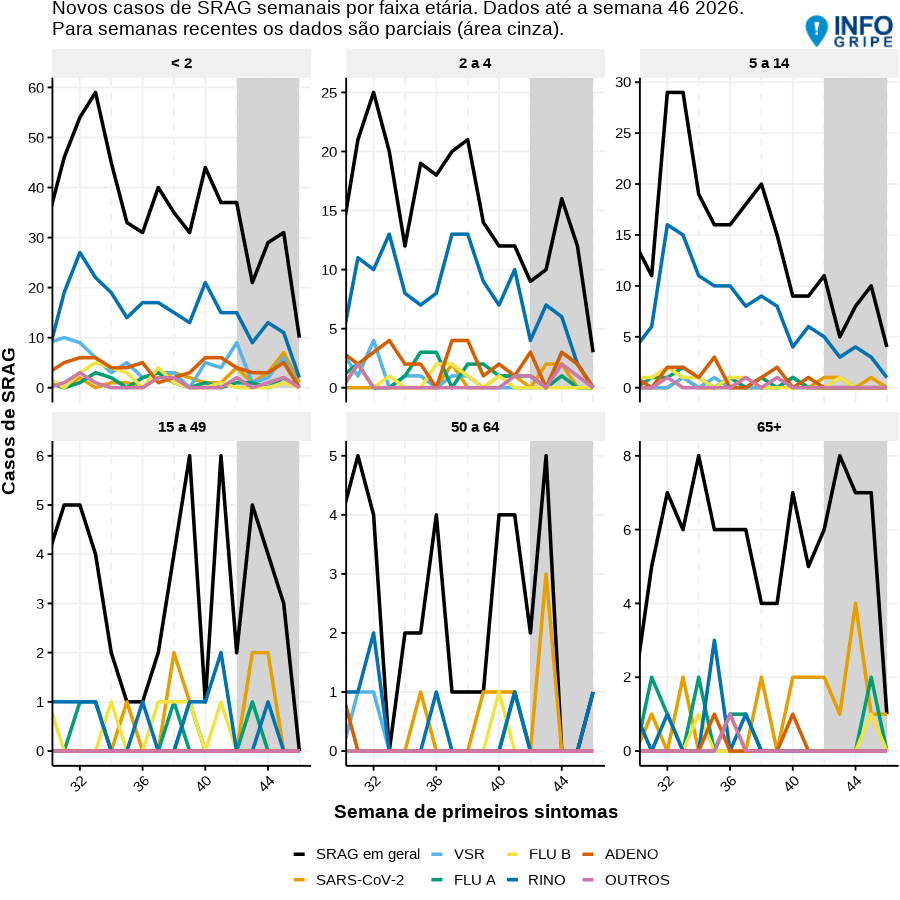 Novos casos de SRAG semanais por faixa etária. Dados até a semana 46 2026.
Para semanas recentes os dados são parciais (área cinza).
INFO
GRIPE
< 2
2 a 4
5 a 14
60
50
40
30
20
10
0
25
20
15
10
5
0
30
20
15
10
5
0
Casos de SRAG
15 a 49
50 a 64
65+
6
5
4
3
2
1
0
5
4
3
2
1
0
8
6
4
2
0
32 36 40 44
32 36 40 44
32 36 40 44
Semana de primeiros sintomas
SRAG em geral VSR FLU B ADENO
SARS-CoV-2 FLU A RINO OUTROS